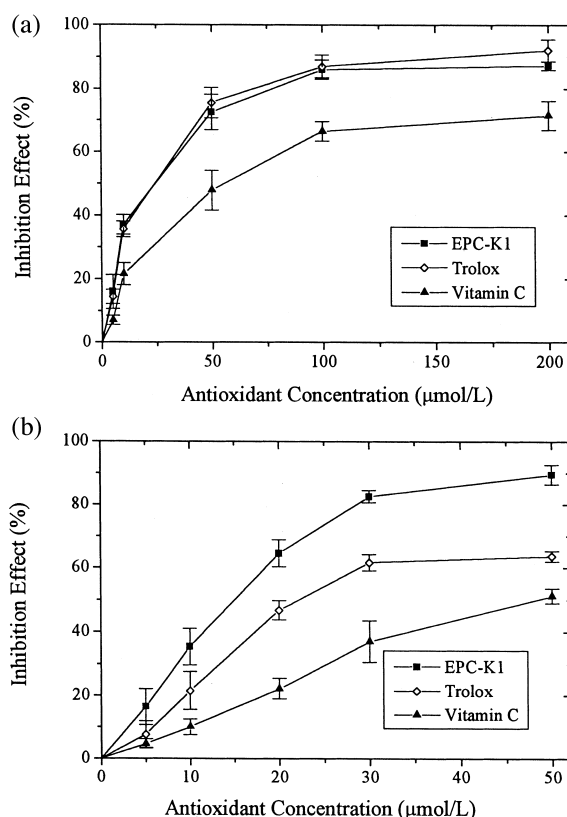 (a)
100
80
60
40
20
0
Inhibition Effect (%)
EPC-K1
Trolox
Vitamin C
0 50 100 150 200
Antioxidant Concentration (μmol/L)
(b)
100
80
60
40
20
0
Inhibition Effect (%)
EPC-K1
Trolox
Vitamin C
0 10 20 30 40 50
Antioxidant Concentration (μmol/L)